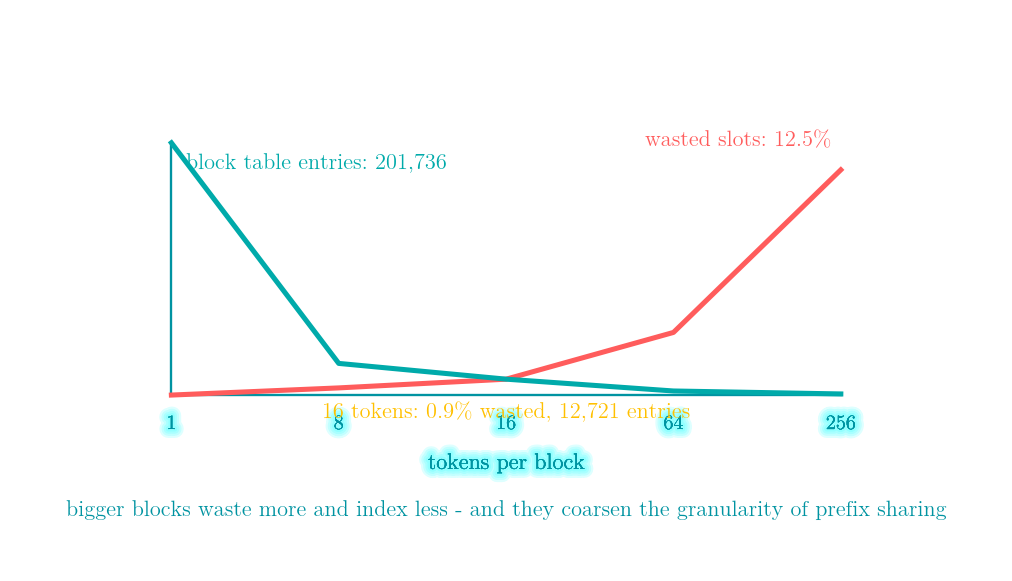 wasted slots: 12.5%
block table entries: 201,736
16 tokens: 0.9% wasted, 12,721 entries
1 8 16 64 256
tokens per block
bigger blocks waste more and index less - and they coarsen the granularity of prefix sharing